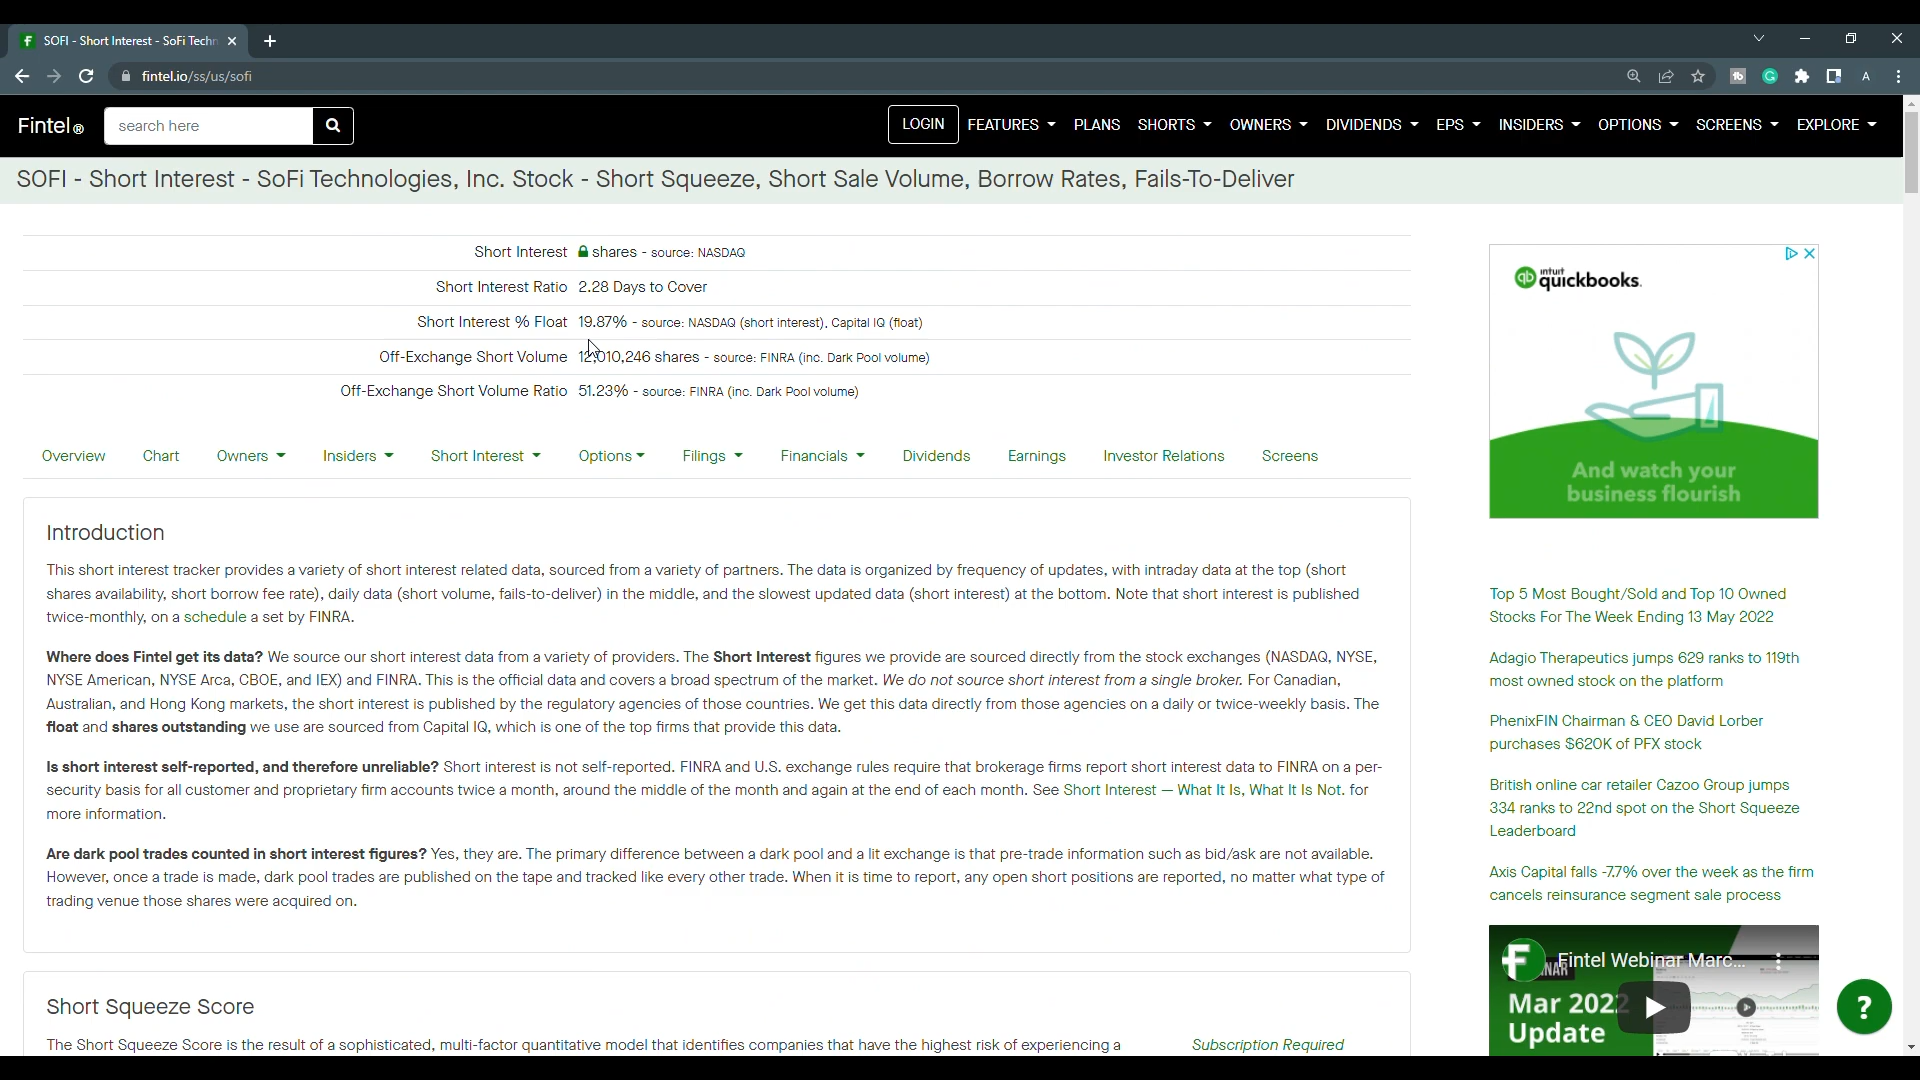 SOFI - Short Interest - SoFi Techn
fintel.io/ss/us/sofi
A
Fintel®
search here
LOGIN
FEATURES
PLANS
SHORTS
OWNERS
DIVIDENDS
EPS
INSIDERS
OPTIONS
SCREENS
EXPLORE
SOFI - Short Interest - SoFi Technologies, Inc. Stock - Short Squeeze, Short Sale Volume, Borrow Rates, Fails-To-Deliver
Short Interest shares - source: NASDAQ
Short Interest Ratio 2.28 Days to Cover
Short Interest % Float 19.87% - source: NASDAQ (short interest), Capital IQ (float)
Off-Exchange Short Volume 12,010,246 shares - source: FINRA (inc. Dark Pool volume)
Off-Exchange Short Volume Ratio 51.23% - source: FINRA (inc. Dark Pool volume)
Overview
Chart
Owners
Insiders
Short Interest
Options
Filings
Financials
Dividends
Earnings
Investor Relations
Screens
Introduction
This short interest tracker provides a variety of short interest related data, sourced from a variety of partners. The data is organized by frequency of updates, with intraday data at the top (short
shares availability, short borrow fee rate), daily data (short volume, fails-to-deliver) in the middle, and the slowest updated data (short interest) at the bottom. Note that short interest is published
twice-monthly, on a schedule a set by FINRA.
Where does Fintel get its data? We source our short interest data from a variety of providers. The Short Interest figures we provide are sourced directly from the stock exchanges (NASDAQ, NYSE,
NYSE American, NYSE Arca, CBOE, and IEX) and FINRA. This is the official data and covers a broad spectrum of the market. We do not source short interest from a single broker. For Canadian,
Australian, and Hong Kong markets, the short interest is published by the regulatory agencies of those countries. We get this data directly from those agencies on a daily or twice-weekly basis. The
float and shares outstanding we use are sourced from Capital IQ, which is one of the top firms that provide this data.
Is short interest self-reported, and therefore unreliable? Short interest is not self-reported. FINRA and U.S. exchange rules require that brokerage firms report short interest data to FINRA on a per-
security basis for all customer and proprietary firm accounts twice a month, around the middle of the month and again at the end of each month. See Short Interest — What It Is, What It Is Not. for
more information.
Are dark pool trades counted in short interest figures? Yes, they are. The primary difference between a dark pool and a lit exchange is that pre-trade information such as bid/ask are not available.
However, once a trade is made, dark pool trades are published on the tape and tracked like every other trade. When it is time to report, any open short positions are reported, no matter what type of
trading venue those shares were acquired on.
Short Squeeze Score
The Short Squeeze Score is the result of a sophisticated, multi-factor quantitative model that identifies companies that have the highest risk of experiencing a
Subscription Required
intuit
qb quickbooks.
And watch your
business flourish
Top 5 Most Bought/Sold and Top 10 Owned
Stocks For The Week Ending 13 May 2022
Adagio Therapeutics jumps 629 ranks to 119th
most owned stock on the platform
PhenixFIN Chairman & CEO David Lorber
purchases $620K of PFX stock
British online car retailer Cazoo Group jumps
334 ranks to 22nd spot on the Short Squeeze
Leaderboard
Axis Capital falls -7.7% over the week as the firm
cancels reinsurance segment sale process
Fintel Webinar Marc...
Mar 2022
Update
?